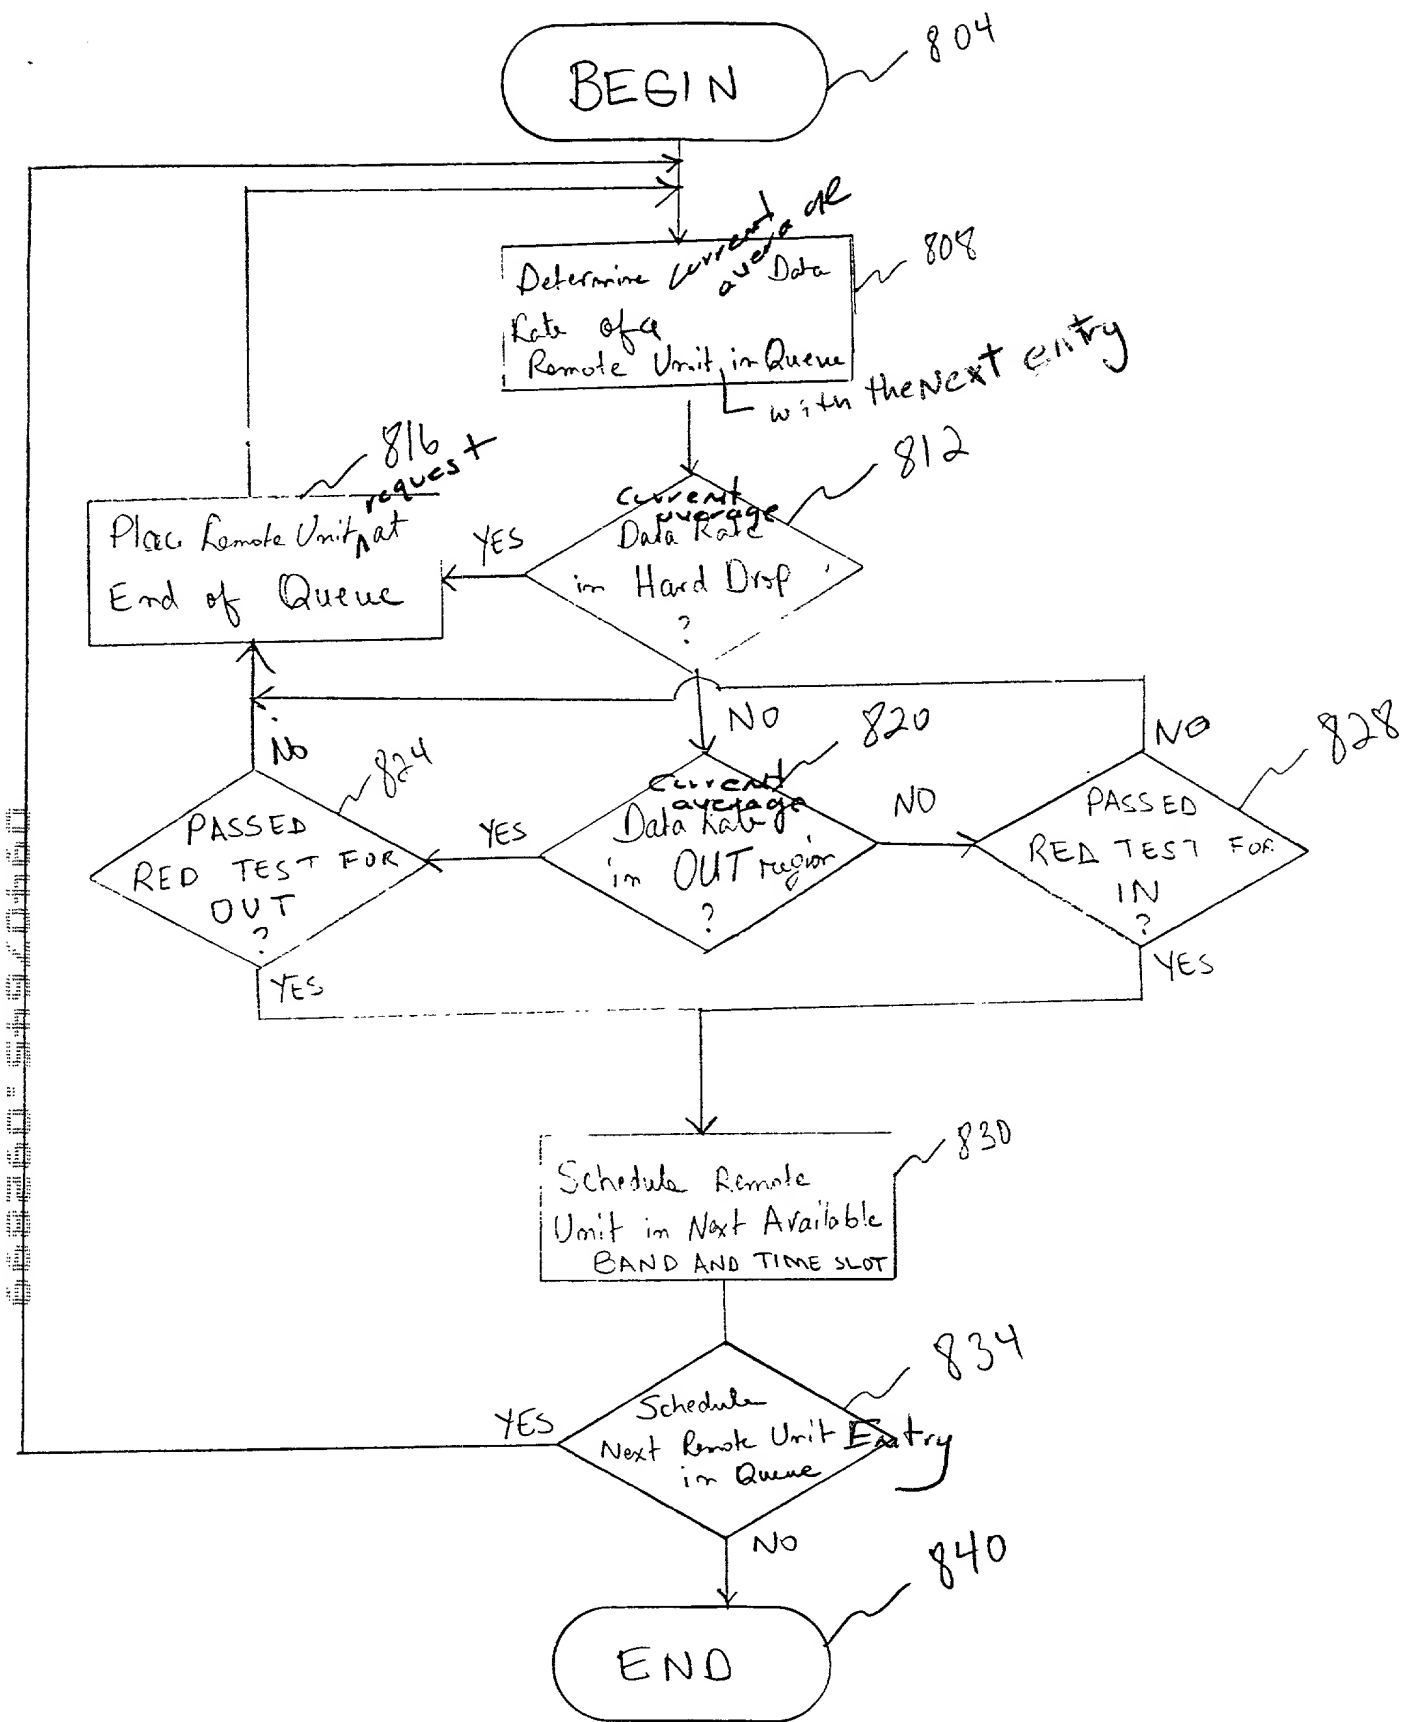 804
BEGIN
current
average
808
Determine Data
Rate of a
Remote Unit in Queue
with the Next entry
816
request
812
Place Remote Unit ^ at
End of Queue
YES
current
average
Data Rate
in Hard Drop
?
NO
820
NO
828
No
824
current
average
Data Rate
in OUT region
?
YES
NO
PASSED
RED TEST FOR
OUT
?
PASSED
RED TEST FOR
IN
?
YES
YES
830
Schedule Remote
Unit in Next Available
BAND AND TIME SLOT
834
YES
Schedule
Next Remote Unit Entry
in Queue
NO
840
END